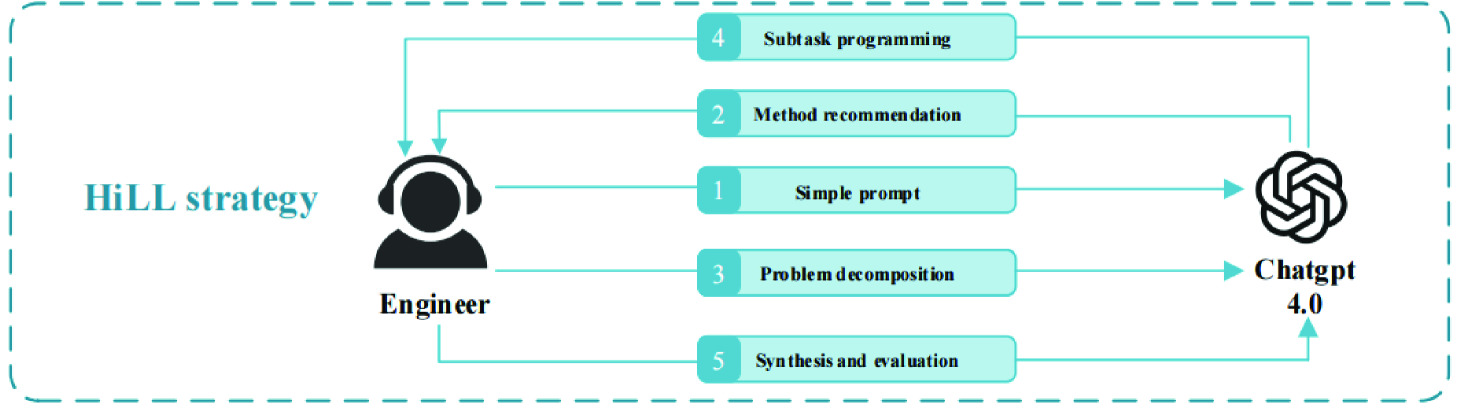 4 Subtask programming
2 Method recommendation
HiLL strategy
1 Simple prompt
3 Problem decomposition
Engineer
Chatgpt
4.0
5 Synthesis and evaluation